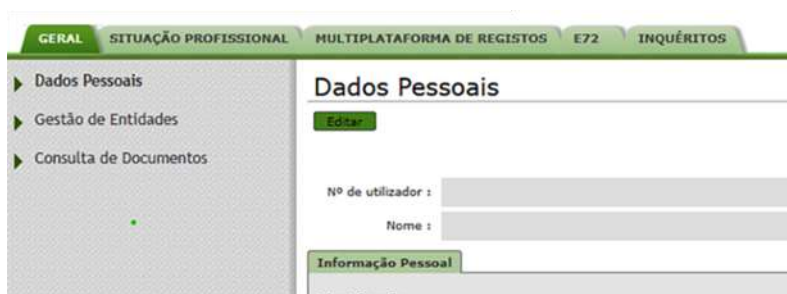 GERAL SITUAÇÃO PROFISSIONAL MULTIPLATAFORMA DE REGISTOS E72 INQUÉRITOS
Dados Pessoais
Gestão de Entidades
Consulta de Documentos
Dados Pessoais
Editar
Nº de utilizador :
Nome :
Informação Pessoal